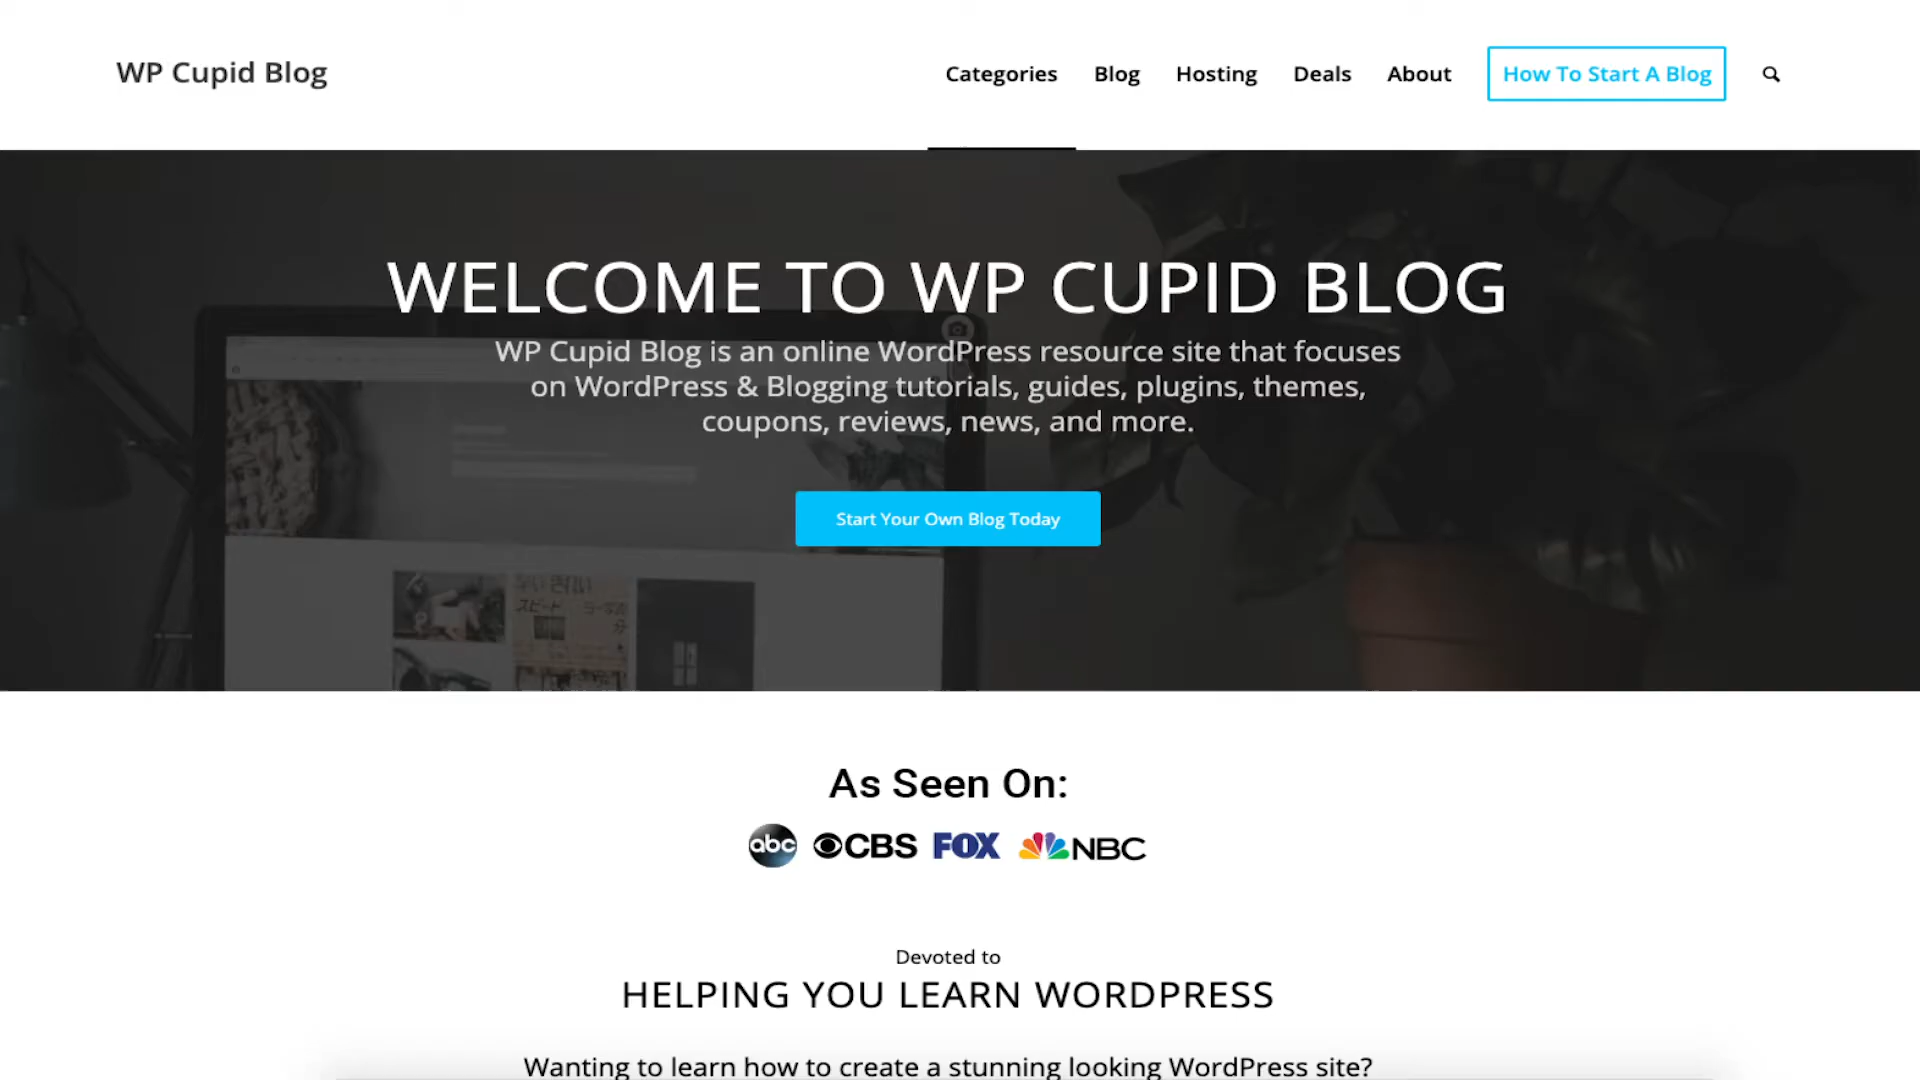 WP Cupid Blog
Categories Blog Hosting Deals About How To Start A Blog
WELCOME TO WP CUPID BLOG
WP Cupid Blog is an online WordPress resource site that focuses
on WordPress & Blogging tutorials, guides, plugins, themes,
coupons, reviews, news, and more.
Start Your Own Blog Today
As Seen On:
abc CBS FOX NBC
Devoted to
HELPING YOU LEARN WORDPRESS
Wanting to learn how to create a stunning looking WordPress site?